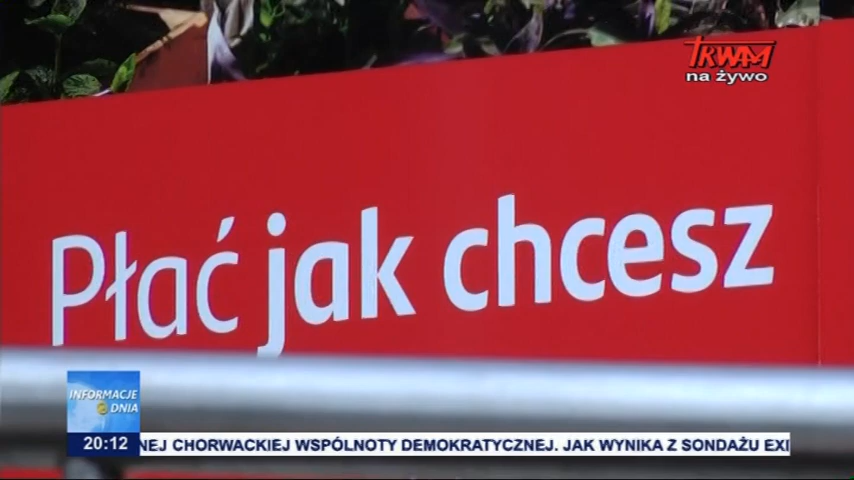 TRWAM
na żywo
Płać jak chcesz
INFORMACJE
DNIA
20:12 NEJ CHORWACKIEJ WSPÓLNOTY DEMOKRATYCZNEJ. JAK WYNIKA Z SONDAŻU EXI